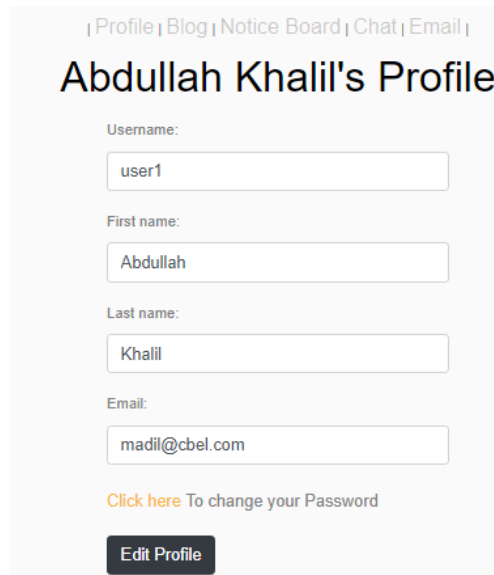 | Profile | Blog | Notice Board | Chat | Email |
Abdullah Khalil's Profile
Username:
user1
First name:
Abdullah
Last name:
Khalil
Email:
madil@cbel.com
Click here To change your Password
Edit Profile